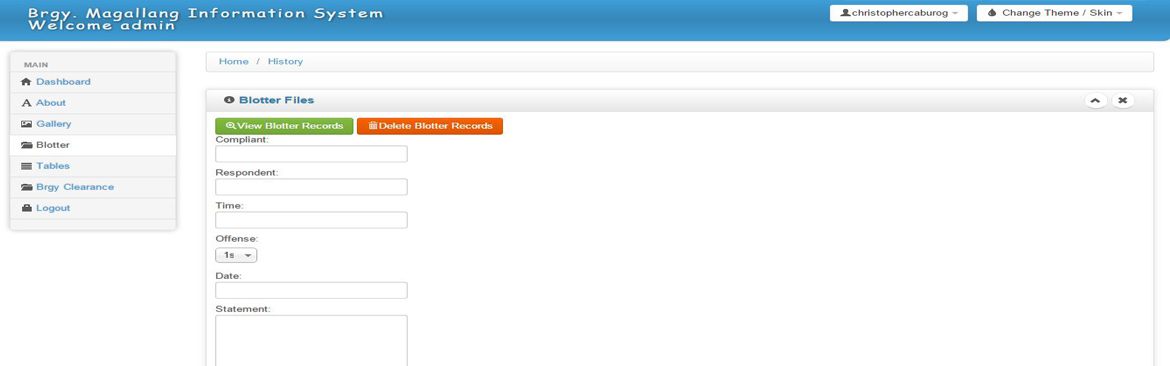 Brgy. Magallang Information System
Welcome admin
christophercaburog
Change Theme / Skin
MAIN
Dashboard
About
Gallery
Blotter
Tables
Brgy Clearance
Logout
Home / History
Blotter Files
View Blotter Records
Delete Blotter Records
Compliant:
Respondent:
Time:
Offense:
1s
Date:
Statement: